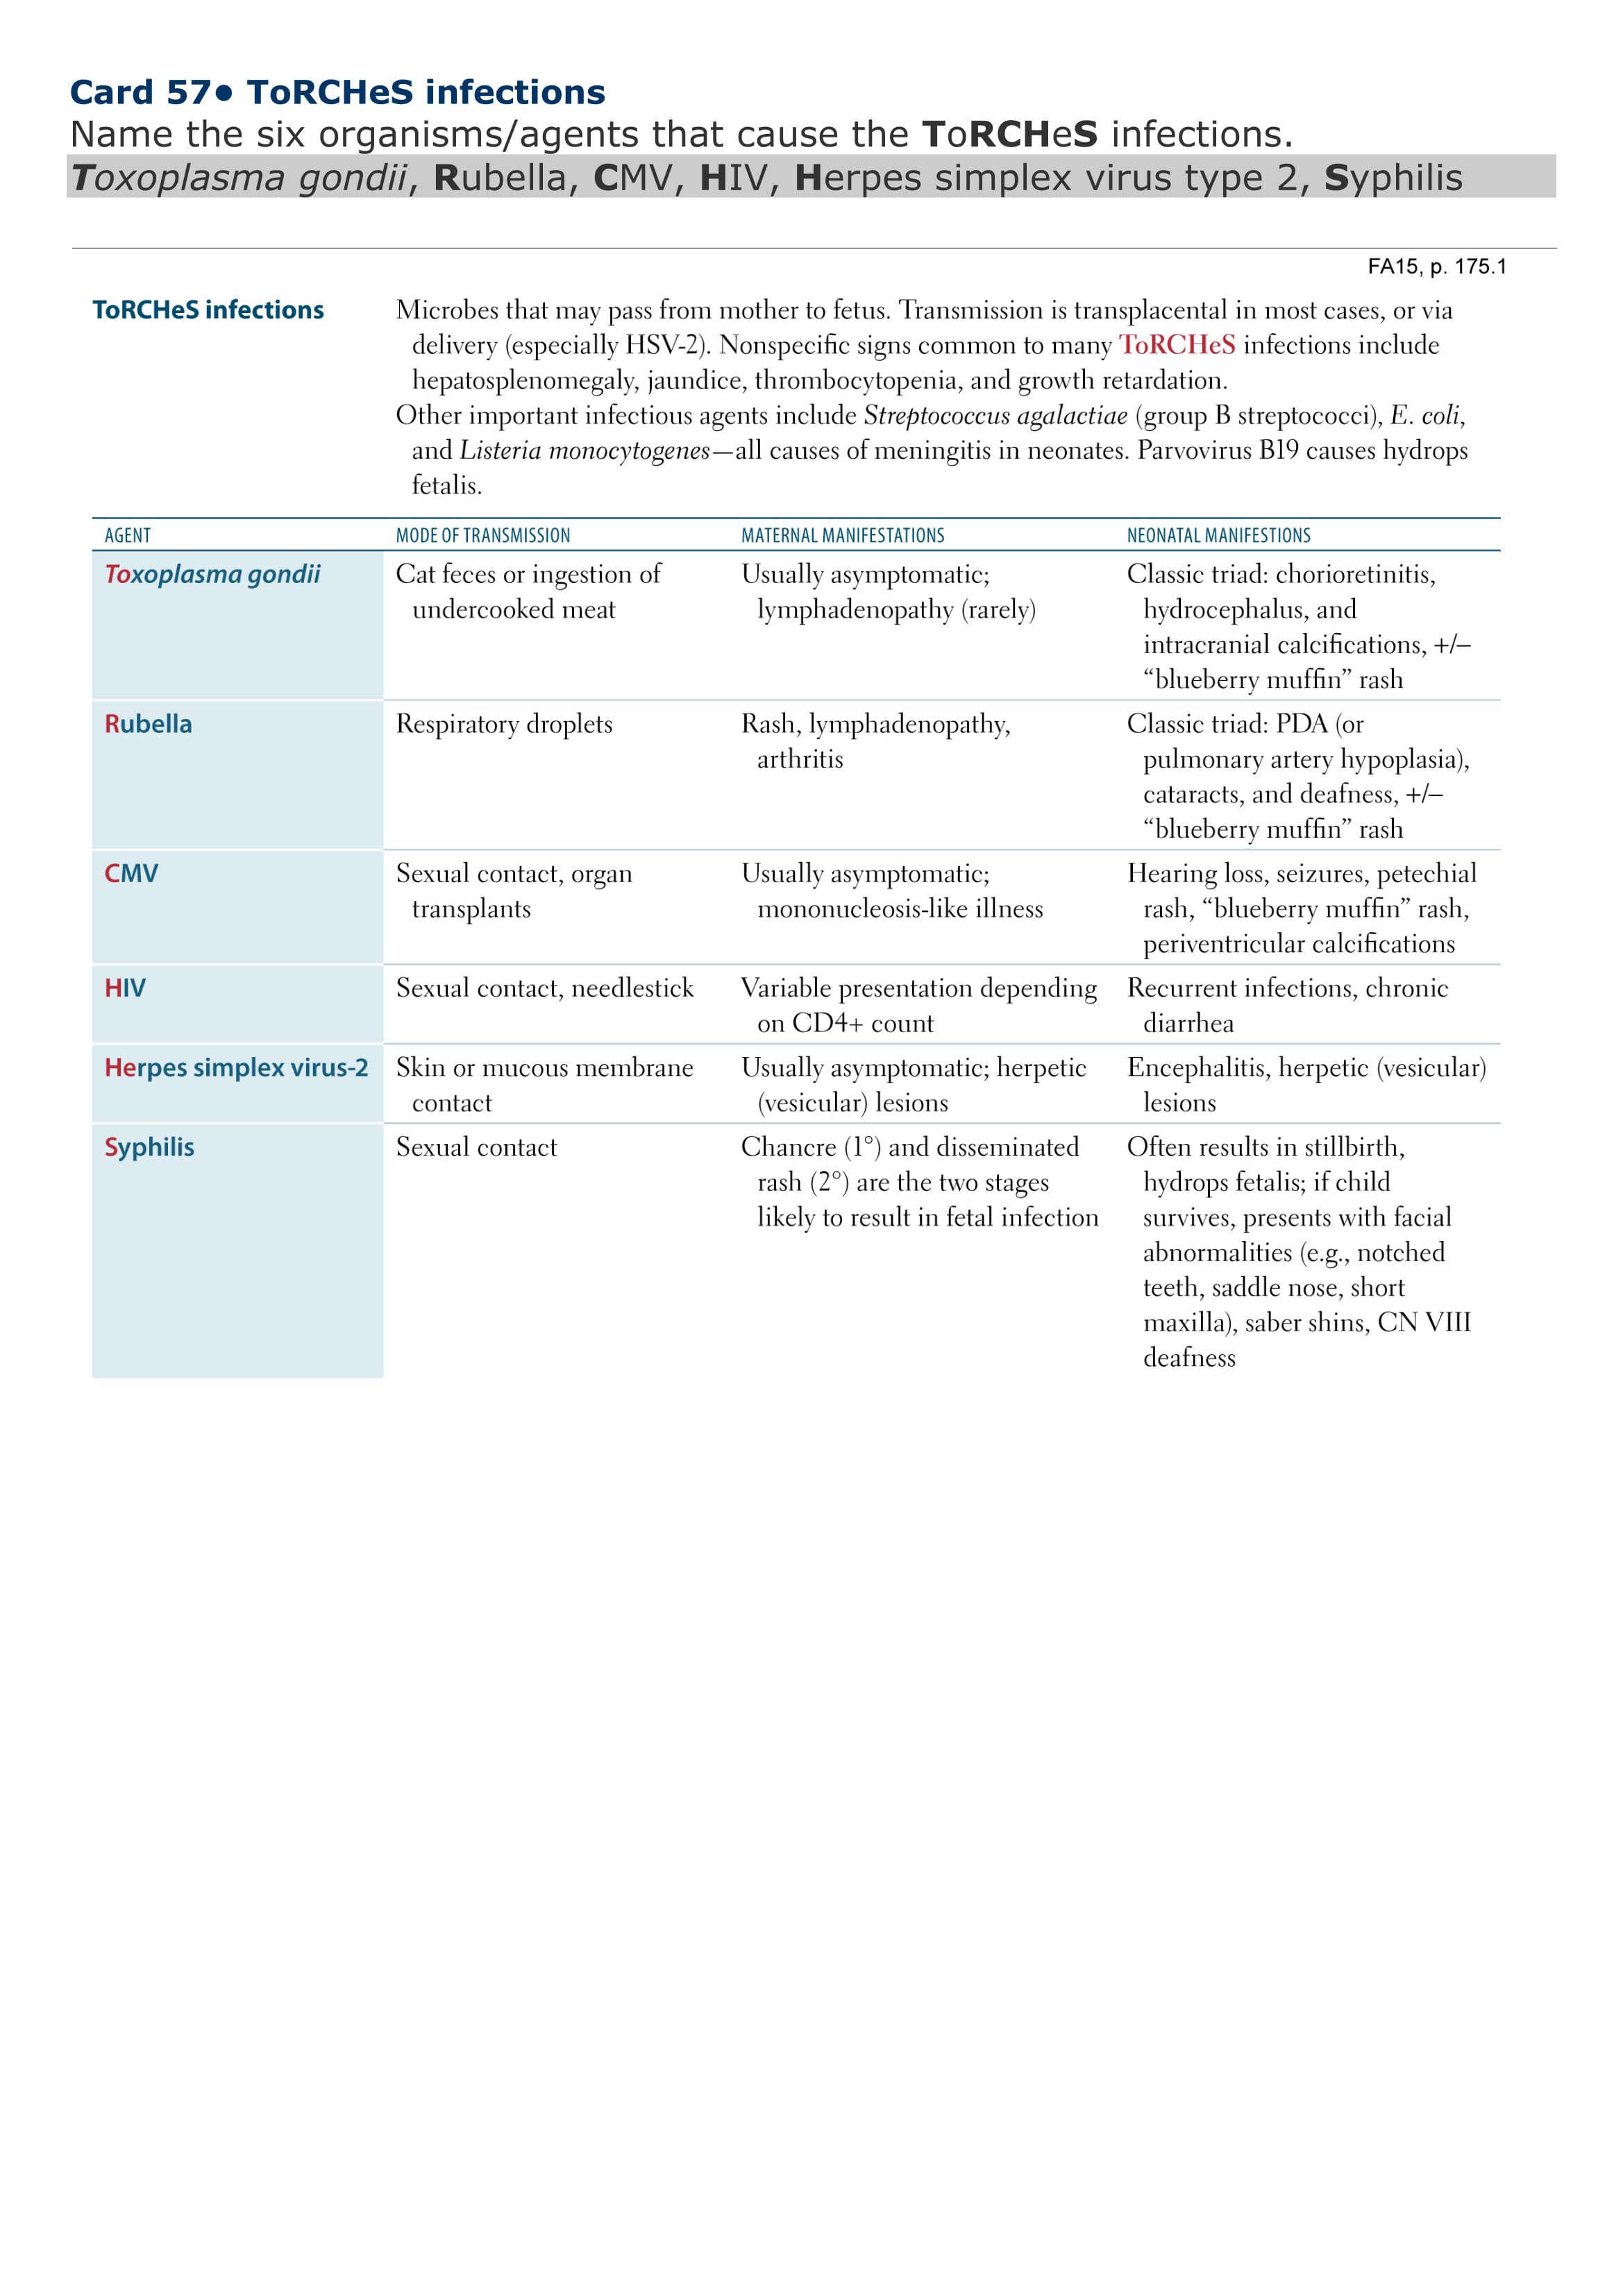 Card 57● ToRCHeS infections
Name the six organisms/agents that cause the ToRCHeS infections.
Toxoplasma gondii, Rubella, CMV, HIV, Herpes simplex virus type 2, Syphilis
FA15, p. 175.1
ToRCHeS infections
Microbes that may pass from mother to fetus. Transmission is transplacental in most cases, or via
delivery (especially HSV-2). Nonspecific signs common to many ToRCHeS infections include
hepatosplenomegaly, jaundice, thrombocytopenia, and growth retardation.
Other important infectious agents include Streptococcus agalactiae (group B streptococci), E. coli,
and Listeria monocytogenes—all causes of meningitis in neonates. Parvovirus B19 causes hydrops
fetalis.
AGENT MODE OF TRANSMISSION MATERNAL MANIFESTATIONS NEONATAL MANIFESTIONS
Toxoplasma gondii
Cat feces or ingestion of
undercooked meat
Usually asymptomatic;
lymphadenopathy (rarely)
Classic triad: chorioretinitis,
hydrocephalus, and
intracranial calcifications, +/–
“blueberry muffin” rash
Rubella
Respiratory droplets
Rash, lymphadenopathy,
arthritis
Classic triad: PDA (or
pulmonary artery hypoplasia),
cataracts, and deafness, +/–
“blueberry muffin” rash
CMV
Sexual contact, organ
transplants
Usually asymptomatic;
mononucleosis-like illness
Hearing loss, seizures, petechial
rash, “blueberry muffin” rash,
periventricular calcifications
HIV
Sexual contact, needlestick
Variable presentation depending
on CD4+ count
Recurrent infections, chronic
diarrhea
Herpes simplex virus-2
Skin or mucous membrane
contact
Usually asymptomatic; herpetic
(vesicular) lesions
Encephalitis, herpetic (vesicular)
lesions
Syphilis
Sexual contact
Chancre (1°) and disseminated
rash (2°) are the two stages
likely to result in fetal infection
Often results in stillbirth,
hydrops fetalis; if child
survives, presents with facial
abnormalities (e.g., notched
teeth, saddle nose, short
maxilla), saber shins, CN VIII
deafness